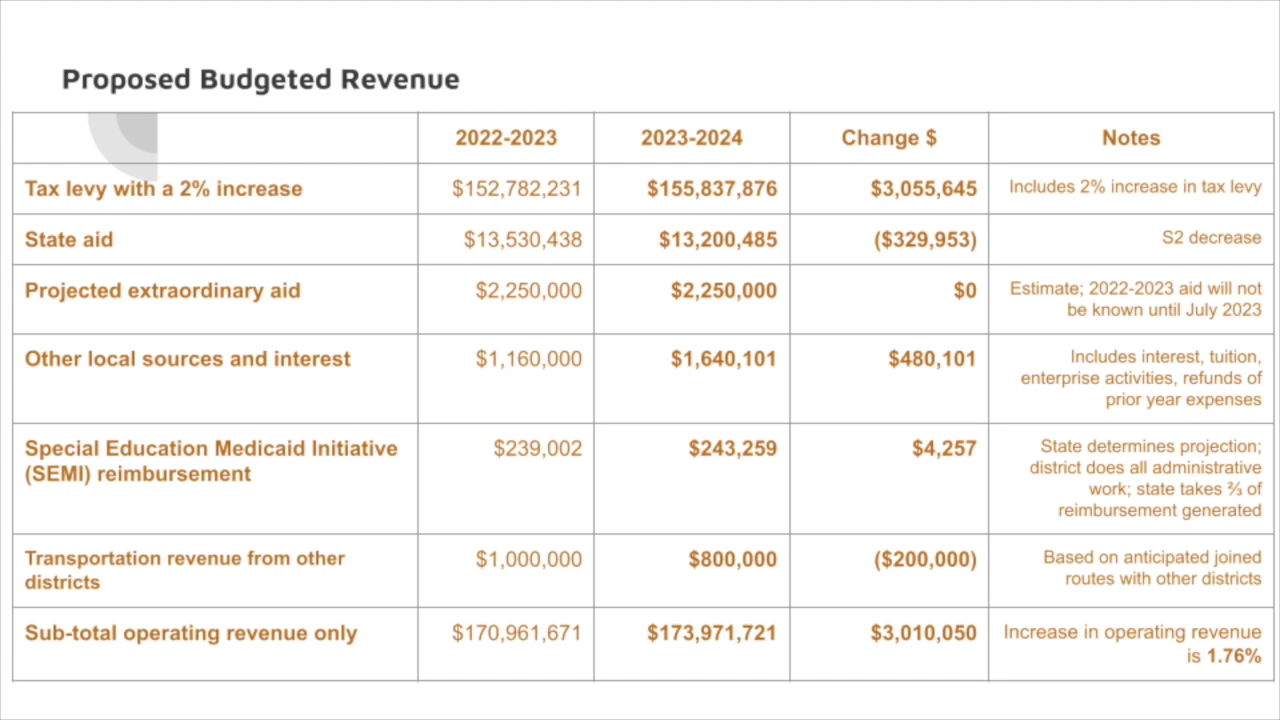 Proposed Budgeted Revenue
2022-2023 2023-2024 Change $ Notes
Tax levy with a 2% increase $152,782,231 $155,837,876 $3,055,645 Includes 2% increase in tax levy
State aid $13,530,438 $13,200,485 ($329,953) S2 decrease
Projected extraordinary aid $2,250,000 $2,250,000 $0 Estimate; 2022-2023 aid will not
be known until July 2023
Other local sources and interest $1,160,000 $1,640,101 $480,101 Includes interest, tuition,
enterprise activities, refunds of
prior year expenses
Special Education Medicaid Initiative $239,002 $243,259 $4,257 State determines projection;
(SEMI) reimbursement district does all administrative
work; state takes ⅔ of
reimbursement generated
Transportation revenue from other $1,000,000 $800,000 ($200,000) Based on anticipated joined
districts routes with other districts
Sub-total operating revenue only $170,961,671 $173,971,721 $3,010,050 Increase in operating revenue
is 1.76%